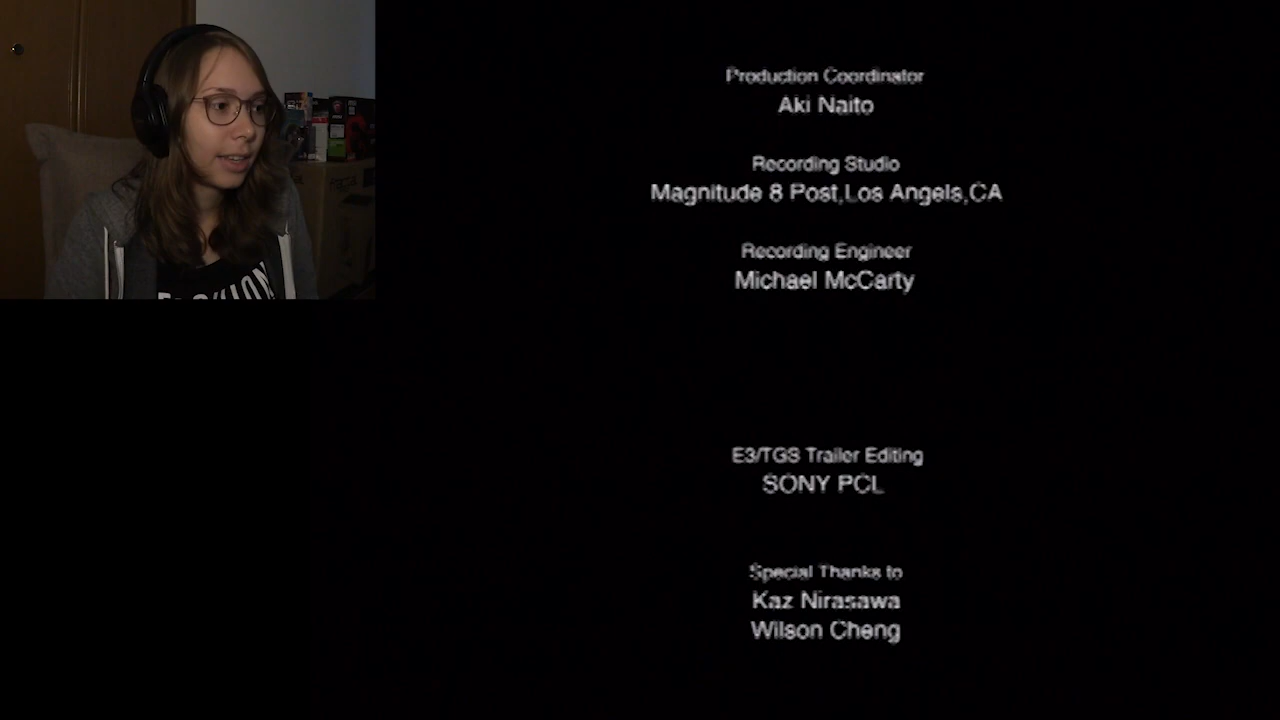 Production Coordinator
Aki Naito
Recording Studio
Magnitude 8 Post,Los Angels,CA
Recording Engineer
Michael McCarty
E3/TGS Trailer Editing
SONY PCL
Special Thanks to
Kaz Nirasawa
Wilson Cheng